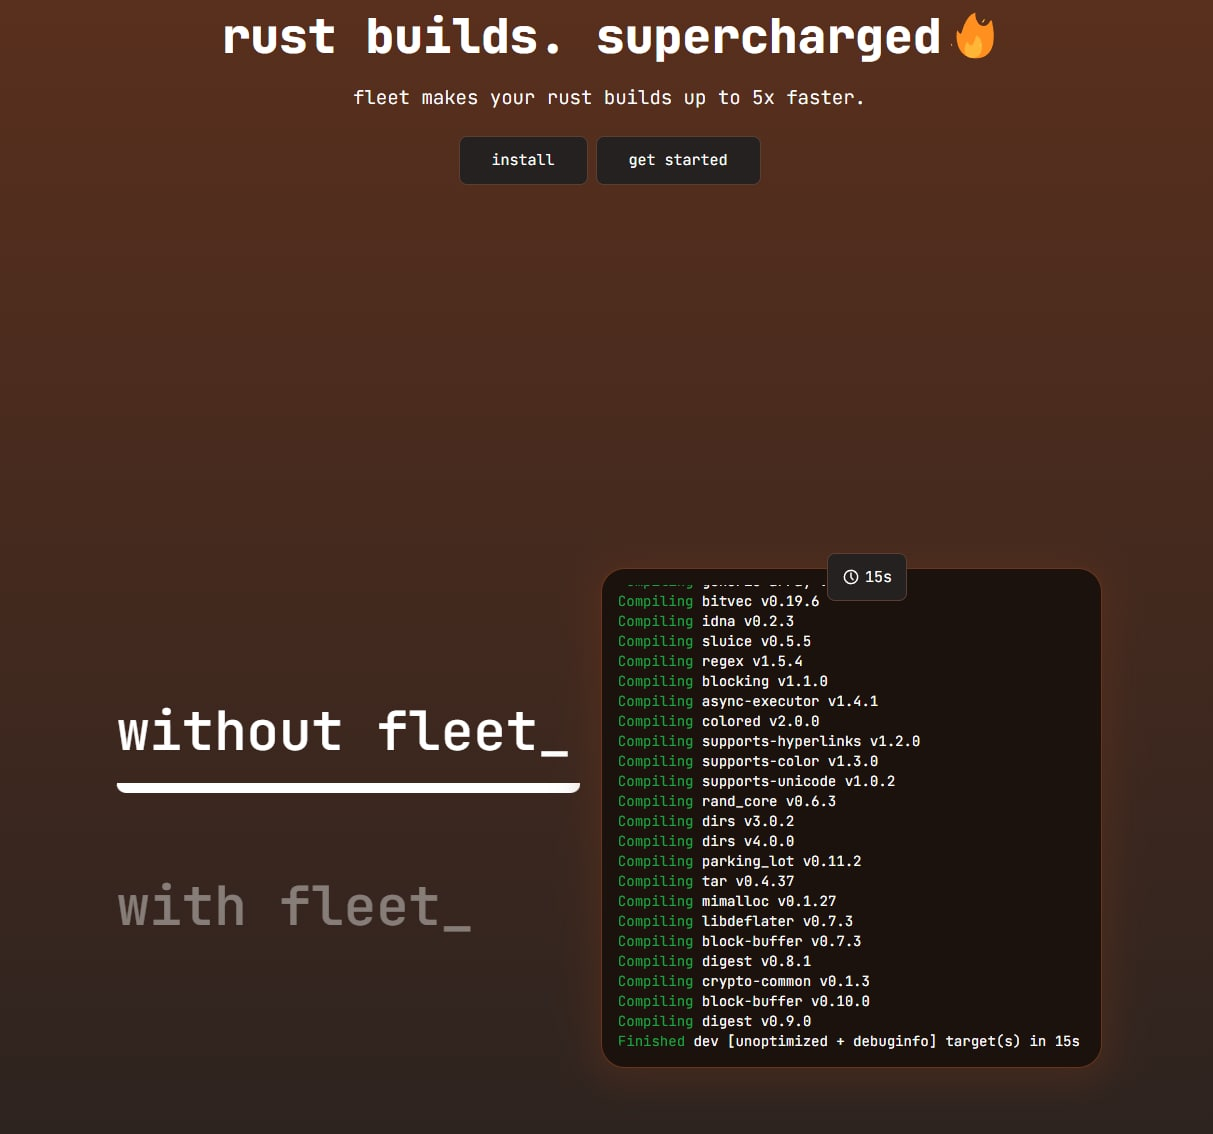 rust builds. supercharged
fleet makes your rust builds up to 5x faster.
install
get started
without fleet_
with fleet_
15s
Compiling
Compiling bitvec v0.19.6
Compiling idna v0.2.3
Compiling sluice v0.5.5
Compiling regex v1.5.4
Compiling blocking v1.1.0
Compiling async-executor v1.4.1
Compiling colored v2.0.0
Compiling supports-hyperlinks v1.2.0
Compiling supports-color v1.3.0
Compiling supports-unicode v1.0.2
Compiling rand_core v0.6.3
Compiling dirs v3.0.2
Compiling dirs v4.0.0
Compiling parking_lot v0.11.2
Compiling tar v0.4.37
Compiling mimalloc v0.1.27
Compiling libdeflater v0.7.3
Compiling block-buffer v0.7.3
Compiling digest v0.8.1
Compiling crypto-common v0.1.3
Compiling block-buffer v0.10.0
Compiling digest v0.9.0
Finished dev [unoptimized + debuginfo] target(s) in 15s